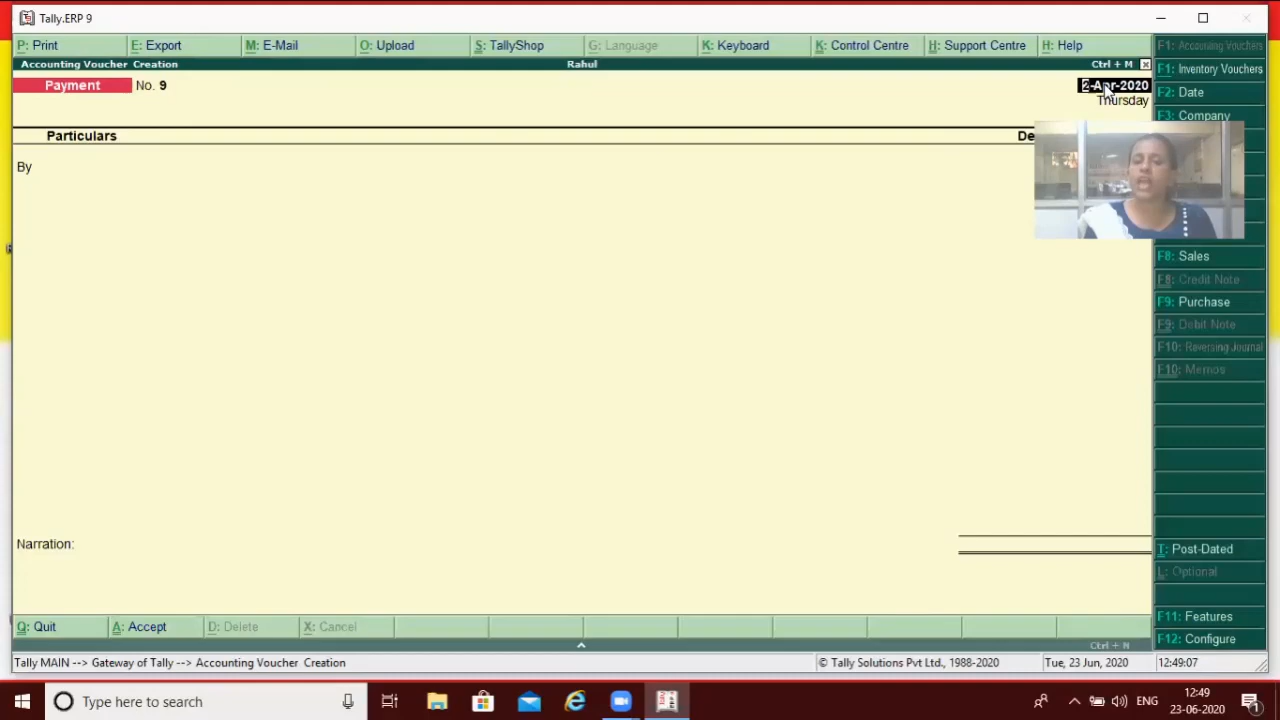 Tally.ERP 9
P: Print E: Export M: E-Mail O: Upload S: TallyShop G: Language K: Keyboard K: Control Centre H: Support Centre H: Help
F1: Accounting Vouchers
Accounting Voucher Creation Rahul Ctrl + M
F1: Inventory Vouchers
Payment No. 9 2-Apr-2020
F2: Date
Thursday
F3: Company
Particulars De
By
F8: Sales
F8: Credit Note
F9: Purchase
F9: Debit Note
F10: Reversing Journal
F10: Memos
Narration:
T: Post-Dated
L: Optional
F11: Features
Q: Quit A: Accept D: Delete X: Cancel
F12: Configure
Ctrl + N
Tally MAIN --> Gateway of Tally --> Accounting Voucher Creation © Tally Solutions Pvt Ltd., 1988-2020 Tue, 23 Jun, 2020 12:49:07
Type here to search ENG 12:49
23-06-2020 1